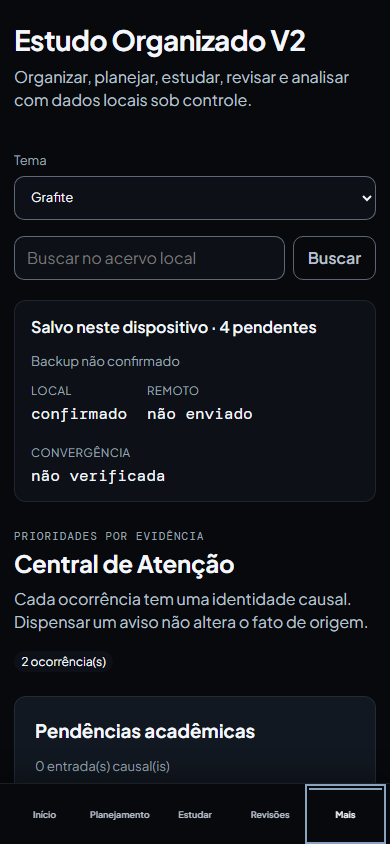 Estudo Organizado V2
Organizar, planejar, estudar, revisar e analisar
com dados locais sob controle.
Tema
Grafite
Buscar no acervo local
Buscar
Salvo neste dispositivo · 4 pendentes
Backup não confirmado
LOCAL
REMOTO
confirmado
não enviado
CONVERGÊNCIA
não verificada
PRIORIDADES POR EVIDÊNCIA
Central de Atenção
Cada ocorrência tem uma identidade causal.
Dispensar um aviso não altera o fato de origem.
2 ocorrência(s)
Pendências acadêmicas
0 entrada(s) causal(is)
Início
Planejamento
Estudar
Revisões
Mais